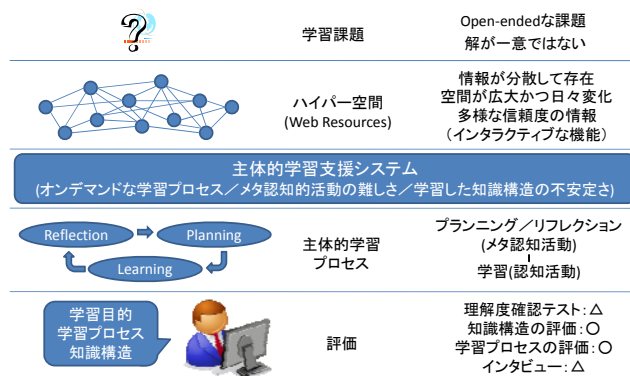 ?
学習課題
Open-endedな課題
解が一意ではない
ハイパー空間
(Web Resources)
情報が分散して存在
空間が広大かつ日々変化
多様な信頼度の情報
(インタラクティブな機能)
主体的学習支援システム
(オンデマンドな学習プロセス/メタ認知的活動の難しさ/学習した知識構造の不安定さ)
Reflection
Planning
Learning
主体的学習
プロセス
プランニング/リフレクション
(メタ認知活動)
学習(認知活動)
学習目的
学習プロセス
知識構造
評価
理解度確認テスト:△
知識構造の評価:○
学習プロセスの評価:○
インタビュー:△